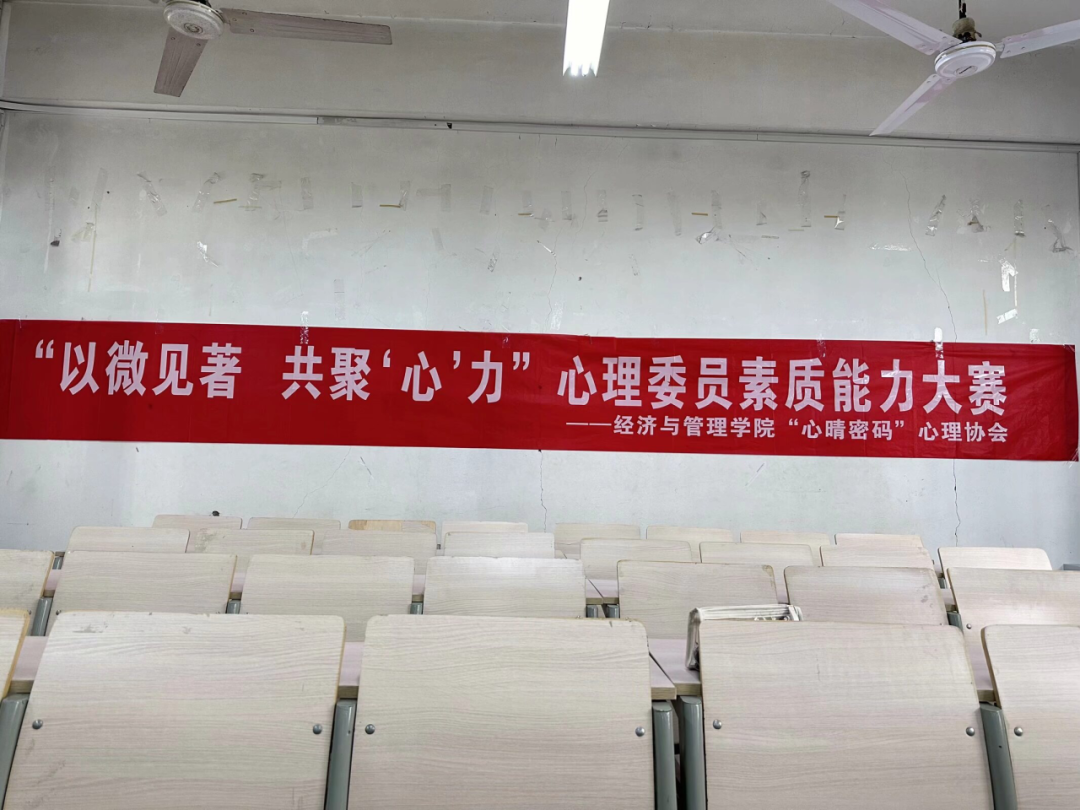 “以微见著 共聚‘心’力” 心理委员素质能力大赛
——经济与管理学院“心晴密码”心理协会